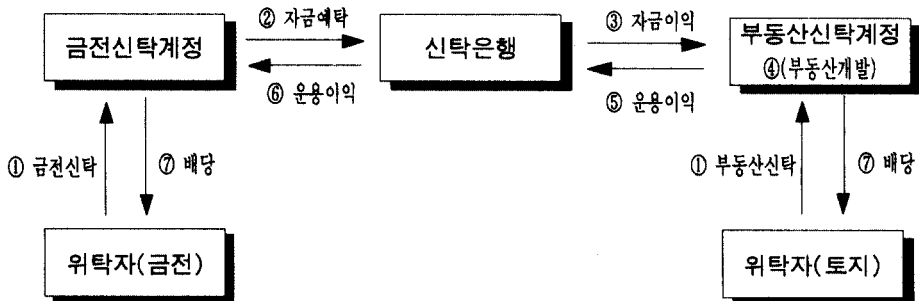 ② 자금예탁
③ 자금이익
금전신탁계정
신탁은행
부동산신탁계정
④(부동산개발)
⑥ 운용이익
⑤ 운용이익
① 금전신탁
⑦ 배당
① 부동산신탁
⑦ 배당
위탁자(금전)
위탁자(토지)